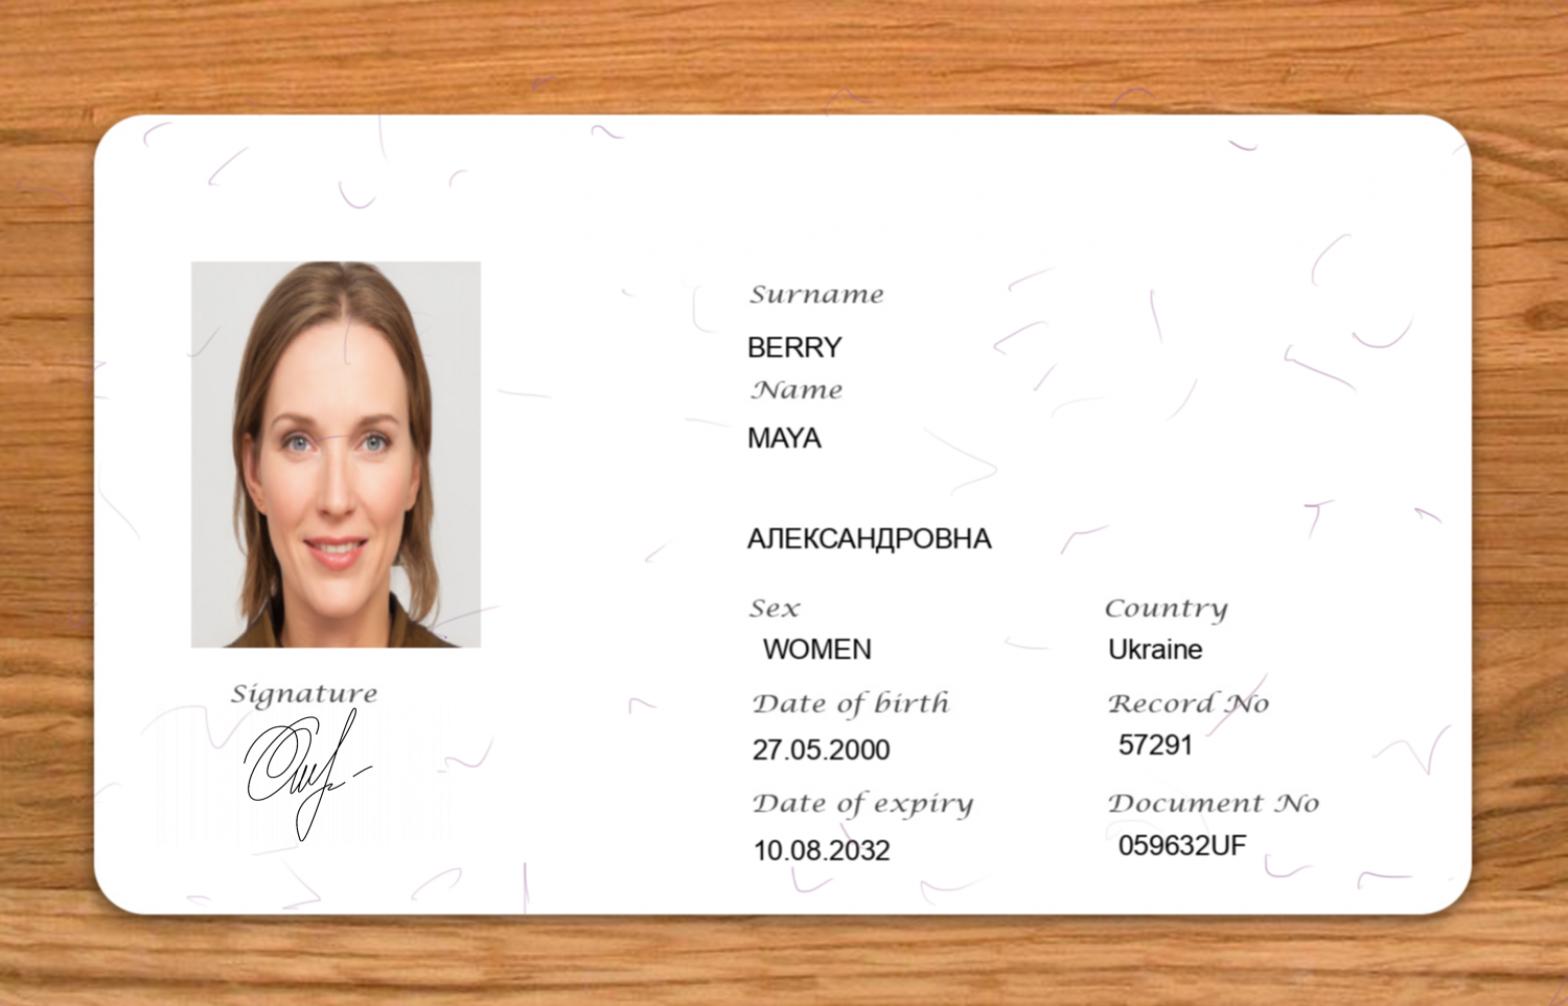 Surname
BERRY
Name
MAYA
АЛЕКСАНДРОВНА
Sex
Country
WOMEN
Ukraine
Signature
Date of birth
Record No
27.05.2000
57291
Date of expiry
Document No
10.08.2032
059632UF